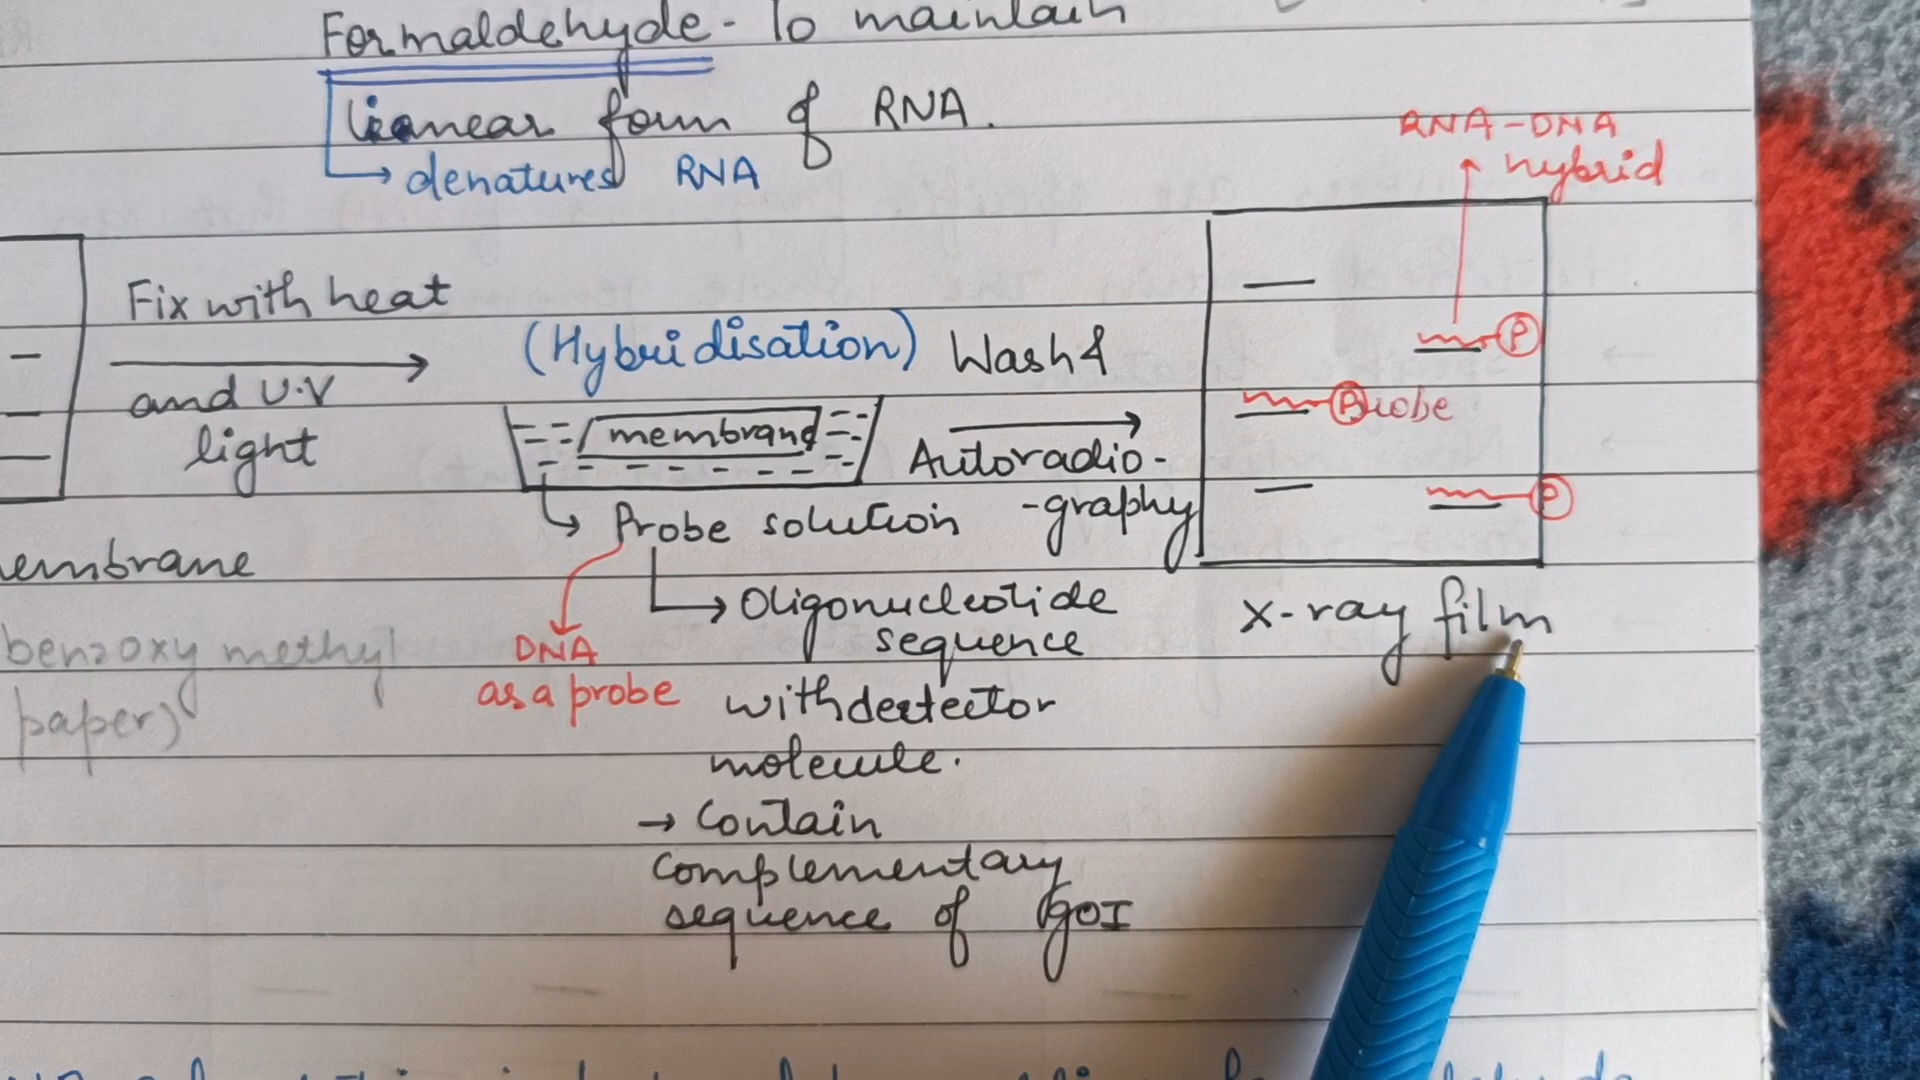 Formaldehyde - To maintain
lienear form of RNA.
→ denatures RNA
RNA-DNA
hybrid
Fix with heat
and U.V
light
(Hybridisation)
membrane
Wash &
Autoradio-
-graphy
P
Probe
P
→ Probe solution
DNA
as a probe
→ Oligonucleotide
sequence
with detector
molecule.
→ Contain
complementary
sequence of GOI
X-ray film
embrane
benzoxy methyl
paper)